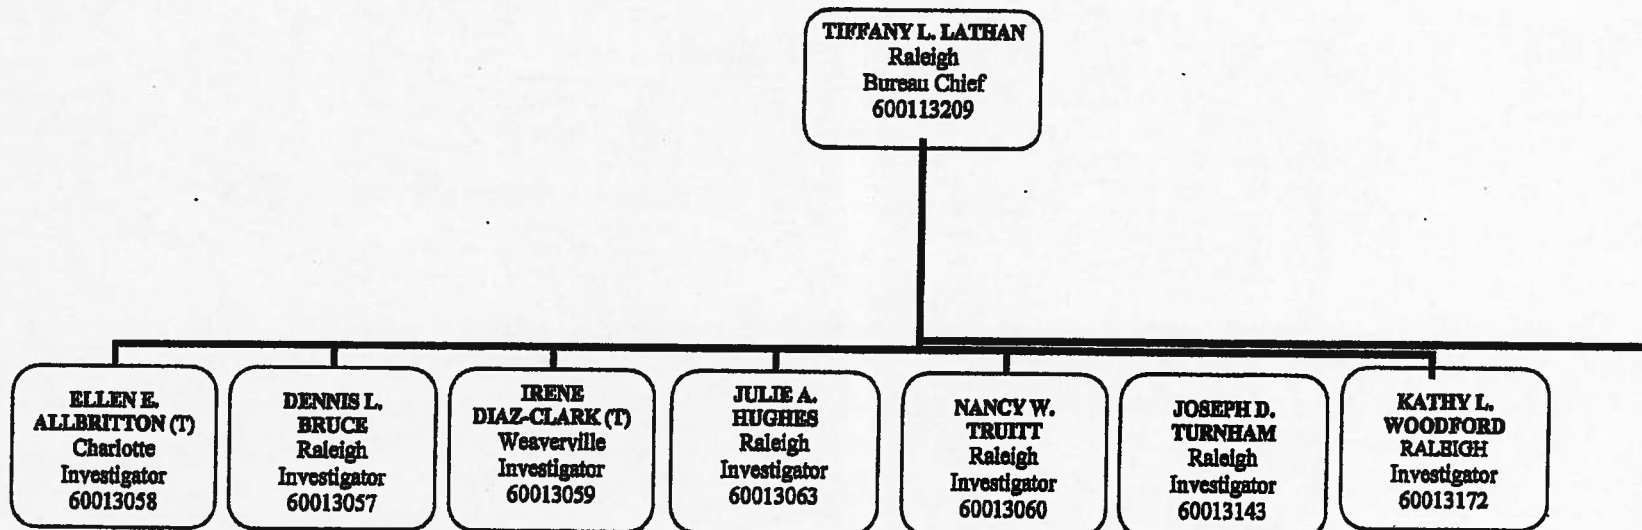 TIFFANY L. LATHAN
Raleigh
Bureau Chief
600113209
ELLEN E.
ALLBRITTON (T)
Charlotte
Investigator
60013058
DENNIS L.
BRUCE
Raleigh
Investigator
60013057
IRENE
DIAZ-CLARK (T)
Weaverville
Investigator
60013059
JULIE A.
HUGHES
Raleigh
Investigator
60013063
NANCY W.
TRUITT
Raleigh
Investigator
60013060
JOSEPH D.
TURNHAM
Raleigh
Investigator
60013143
KATHY L.
WOODFORD
RALEIGH
Investigator
60013172